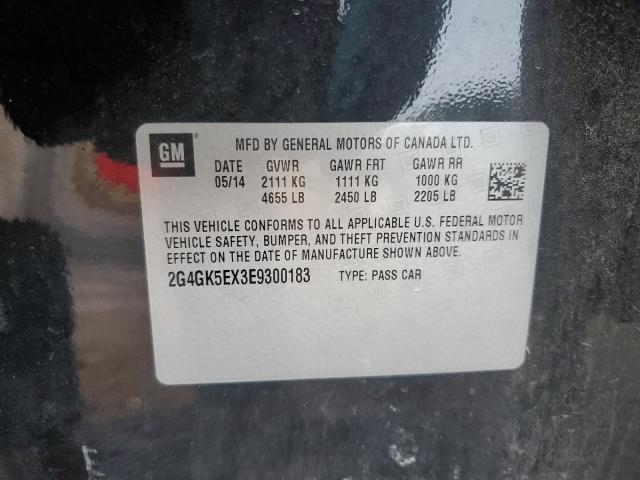 GM
MFD BY GENERAL MOTORS OF CANADA LTD.
DATE GVWR GAWR FRT GAWR RR
05/14 2111 KG 1111 KG 1000 KG
4655 LB 2450 LB 2205 LB
THIS VEHICLE CONFORMS TO ALL APPLICABLE U.S. FEDERAL MOTOR
VEHICLE SAFETY, BUMPER, AND THEFT PREVENTION STANDARDS IN
EFFECT ON THE DATE OF MANUFACTURE SHOWN ABOVE.
2G4GK5EX3E9300183 TYPE: PASS CAR